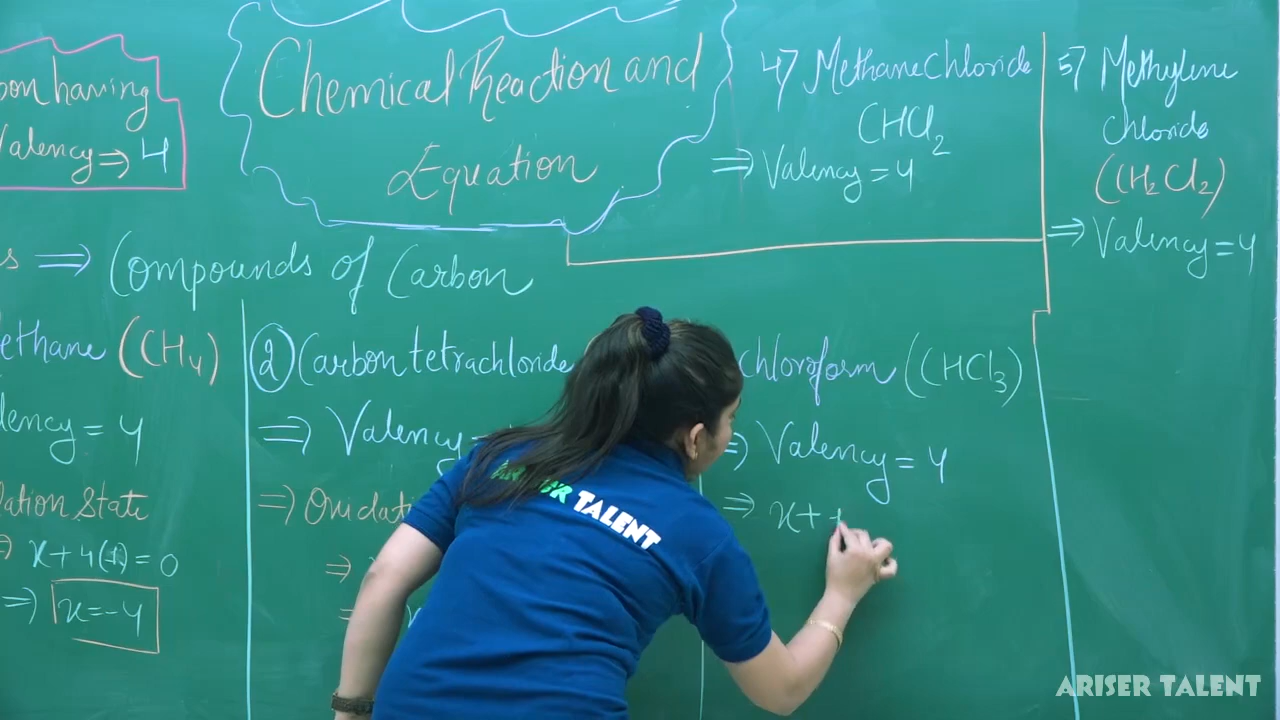 bon having
Valency => 4
Chemical Reaction and
Equation
4) Methane Chloride
CHCl2
=> Valency = 4
5) Methylene
Chloride
(CH2Cl2)
=> Valency = 4
s => Compounds of Carbon
ethane (CH4)
lency = 4
dation State
=> x + 4(+1) = 0
=> x = -4
② Carbon tetrachloride
=> Valency
=> Oxidati
=>
chloroform (CHCl3)
=> Valency = 4
=> x + +
TALENT
ARISER TALENT